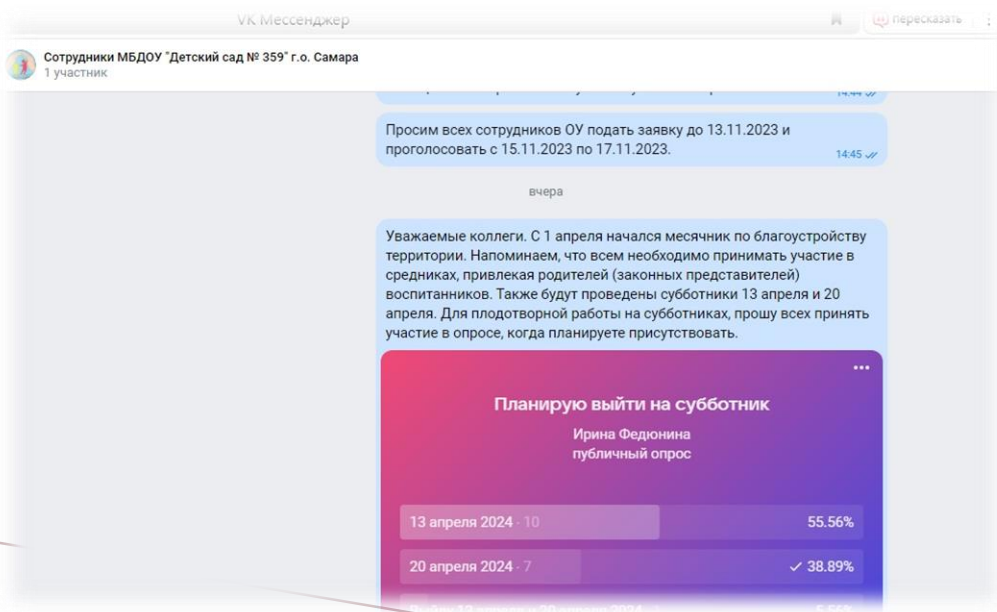 VK Мессенджер
пересказать
Сотрудники МБДОУ "Детский сад № 359" г.о. Самара
1 участник
14:44
Просим всех сотрудников ОУ подать заявку до 13.11.2023 и
проголосовать с 15.11.2023 по 17.11.2023.
14:45
вчера
Уважаемые коллеги. С 1 апреля начался месячник по благоустройству
территории. Напоминаем, что всем необходимо принимать участие в
средниках, привлекая родителей (законных представителей)
воспитанников. Также будут проведены субботники 13 апреля и 20
апреля. Для плодотворной работы на субботниках, прошу всех принять
участие в опросе, когда планируете присутствовать.
Планирую выйти на субботник
Ирина Федюнина
публичный опрос
13 апреля 2024 · 10 55.56%
20 апреля 2024 · 7 38.89%
13 апреля и 20 апреля 2024 5.56%